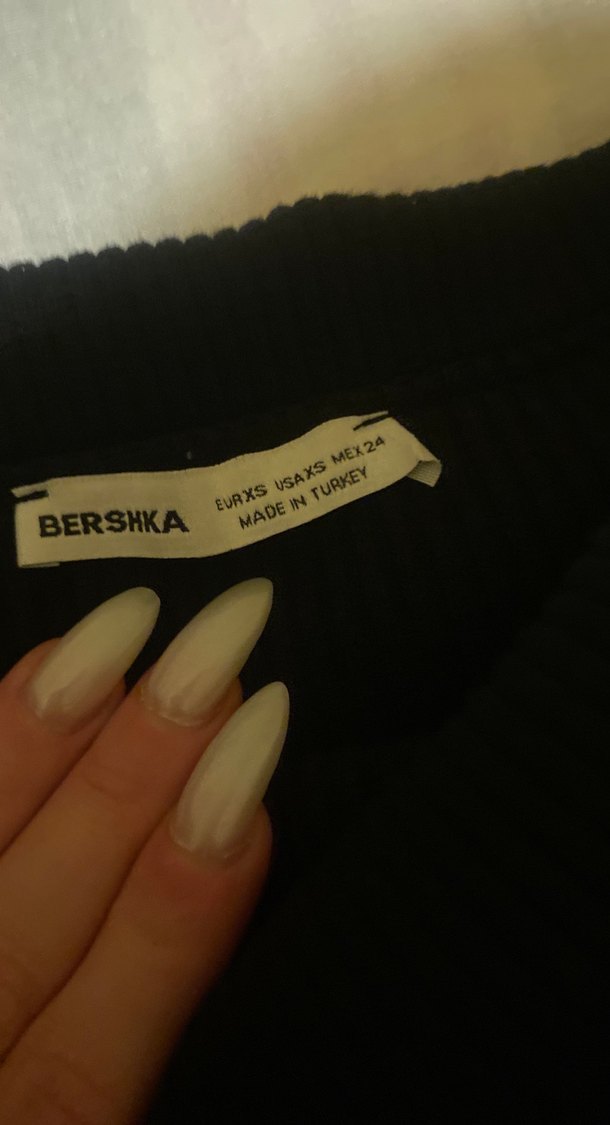 BERSHKA
EUR XS USA XS MEX 24
MADE IN TURKEY